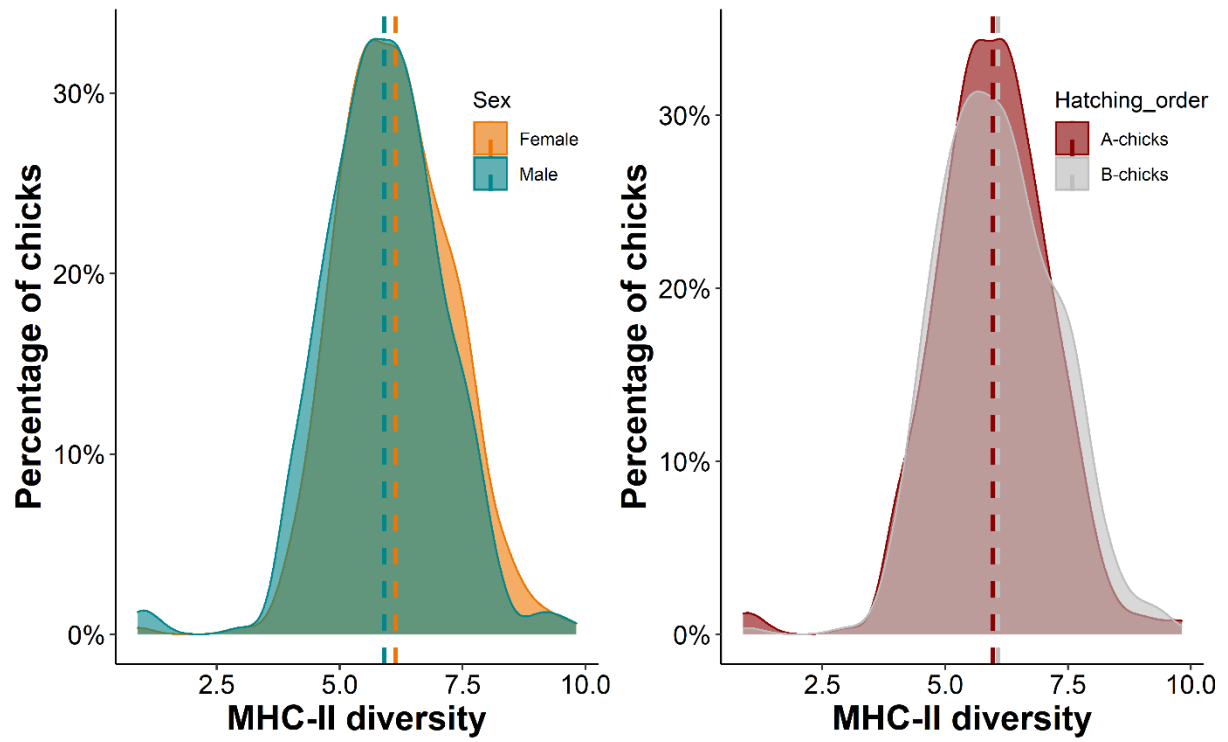 Percentage of chicks
30%
20%
10%
0%
2.5
5.0
7.5
10.0
MHC-II diversity
Sex
Female
Male
Percentage of chicks
30%
20%
10%
0%
2.5
5.0
7.5
10.0
MHC-II diversity
Hatching_order
A-chicks
B-chicks